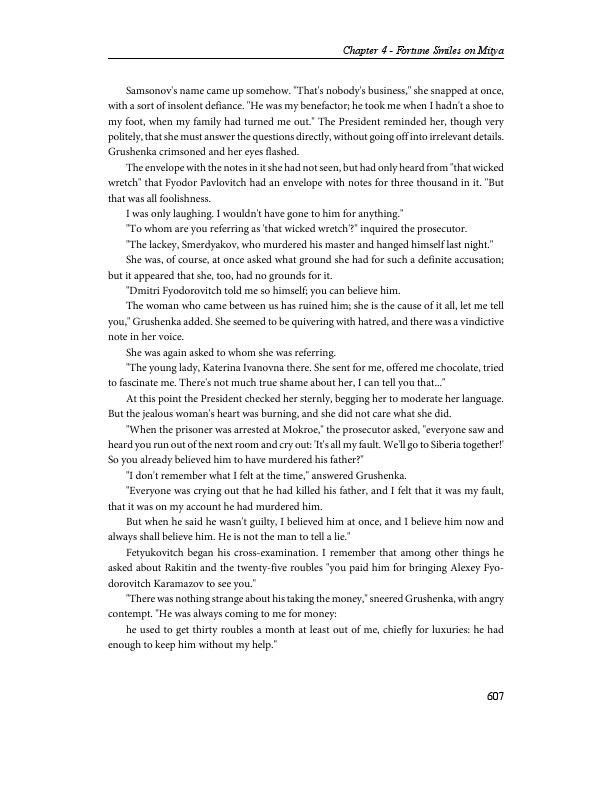 Chapter 4 - Fortune Smiles on Mitya
Samsonov's name came up somehow. "That's nobody's business," she snapped at once,
with a sort of insolent defiance. "He was my benefactor; he took me when I hadn't a shoe to
my foot, when my family had turned me out." The President reminded her, though very
politely, that she must answer the questions directly, without going off into irrelevant details.
Grushenka crimsoned and her eyes flashed.
The envelope with the notes in it she had not seen, but had only heard from "that wicked
wretch" that Fyodor Pavlovitch had an envelope with notes for three thousand in it. "But
that was all foolishness.
I was only laughing. I wouldn't have gone to him for anything."
"To whom are you referring as 'that wicked wretch'?" inquired the prosecutor.
"The lackey, Smerdyakov, who murdered his master and hanged himself last night."
She was, of course, at once asked what ground she had for such a definite accusation;
but it appeared that she, too, had no grounds for it.
"Dmitri Fyodorovitch told me so himself; you can believe him.
The woman who came between us has ruined him; she is the cause of it all, let me tell
you," Grushenka added. She seemed to be quivering with hatred, and there was a vindictive
note in her voice.
She was again asked to whom she was referring.
"The young lady, Katerina Ivanovna there. She sent for me, offered me chocolate, tried
to fascinate me. There's not much true shame about her, I can tell you that..."
At this point the President checked her sternly, begging her to moderate her language.
But the jealous woman's heart was burning, and she did not care what she did.
"When the prisoner was arrested at Mokroe," the prosecutor asked, "everyone saw and
heard you run out of the next room and cry out: 'It's all my fault. We'll go to Siberia together!'
So you already believed him to have murdered his father?"
"I don't remember what I felt at the time," answered Grushenka.
"Everyone was crying out that he had killed his father, and I felt that it was my fault,
that it was on my account he had murdered him.
But when he said he wasn't guilty, I believed him at once, and I believe him now and
always shall believe him. He is not the man to tell a lie."
Fetyukovitch began his cross-examination. I remember that among other things he
asked about Rakitin and the twenty-five roubles "you paid him for bringing Alexey Fyo-
dorovitch Karamazov to see you."
"There was nothing strange about his taking the money," sneered Grushenka, with angry
contempt. "He was always coming to me for money:
he used to get thirty roubles a month at least out of me, chiefly for luxuries: he had
enough to keep him without my help."
607